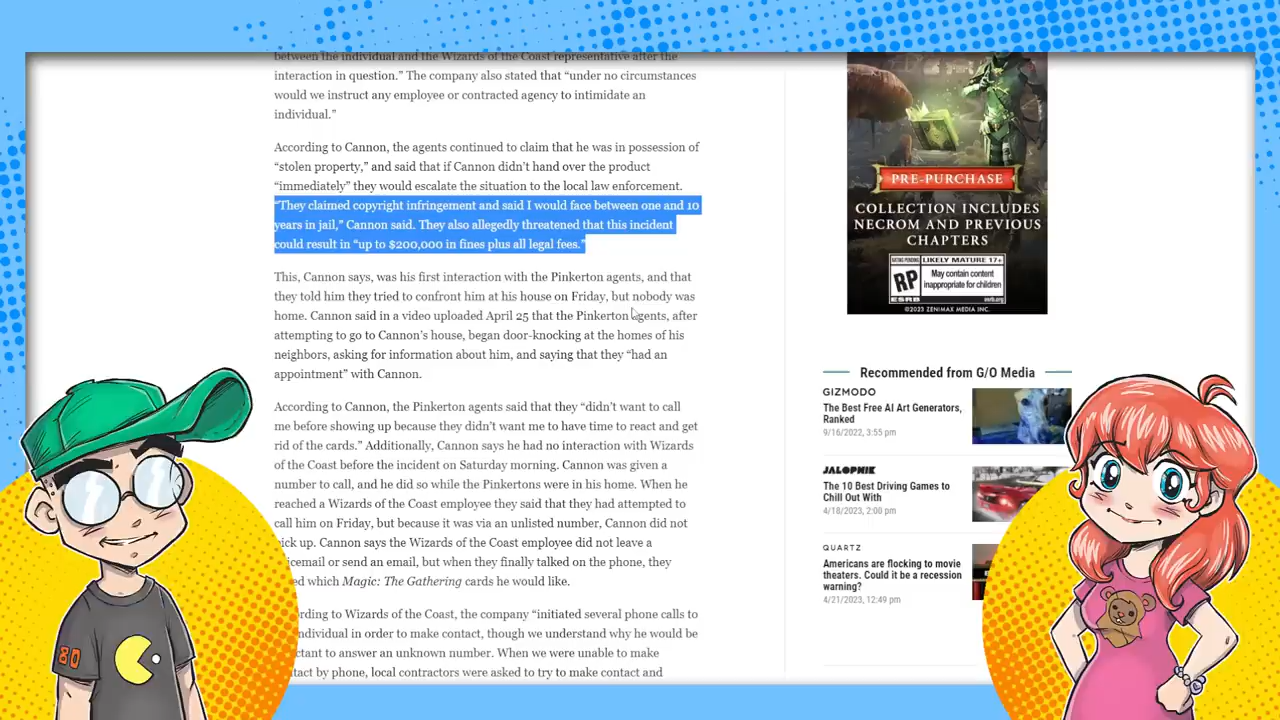 between the individual and the Wizards of the Coast representative after the
interaction in question.” The company also stated that “under no circumstances
would we instruct any employee or contracted agency to intimidate an
individual.”
According to Cannon, the agents continued to claim that he was in possession of
“stolen property,” and said that if Cannon didn’t hand over the product
“immediately” they would escalate the situation to the local law enforcement.
“They claimed copyright infringement and said I would face between one and 10
years in jail,” Cannon said. They also allegedly threatened that this incident
could result in “up to $200,000 in fines plus all legal fees.”
This, Cannon says, was his first interaction with the Pinkerton agents, and that
they told him they tried to confront him at his house on Friday, but nobody was
home. Cannon said in a video uploaded April 25 that the Pinkerton agents, after
attempting to go to Cannon’s house, began door-knocking at the homes of his
neighbors, asking for information about him, and saying that they “had an
appointment” with Cannon.
According to Cannon, the Pinkerton agents said that they “didn’t want to call
me before showing up because they didn’t want me to have time to react and get
rid of the cards.” Additionally, Cannon says he had no interaction with Wizards
of the Coast before the incident on Saturday morning. Cannon was given a
number to call, and he did so while the Pinkertons were in his home. When he
reached a Wizards of the Coast employee they said that they had attempted to
call him on Friday, but because it was via an unlisted number, Cannon did not
pick up. Cannon says the Wizards of the Coast employee did not leave a
voicemail or send an email, but when they finally talked on the phone, they
which Magic: The Gathering cards he would like.
to Wizards of the Coast, the company “initiated several phone calls to
individual in order to make contact, though we understand why he would be
to answer an unknown number. When we were unable to make
contact by phone, local contractors were asked to try to make contact and
PRE-PURCHASE
COLLECTION INCLUDES
NECROM AND PREVIOUS
CHAPTERS
RATING PENDING LIKELY MATURE 17+
RP
May contain content
inappropriate for children
ESRB
esrb.org
©2023 ZENIMAX MEDIA INC.
Recommended from G/O Media
GIZMODO
The Best Free AI Art Generators,
Ranked
9/16/2022, 3:55 pm
JALOPNIK
The 10 Best Driving Games to
Chill Out With
4/18/2023, 2:00 pm
QUARTZ
Americans are flocking to movie
theaters. Could it be a recession
warning?
4/21/2023, 12:49 pm
80